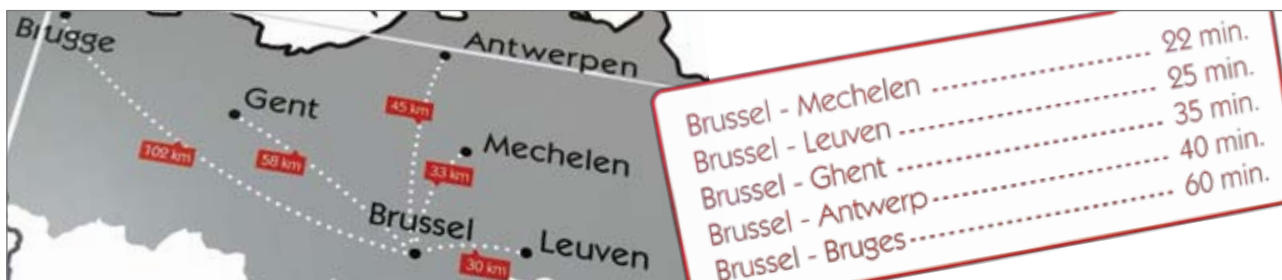 Brugge
Antwerpen
Gent
45 km
Mechelen
102 km
58 km
33 km
Brussel
Leuven
30 km
Brussel - Mechelen ........................ 22 min.
Brussel - Leuven ............................. 25 min.
Brussel - Ghent .............................. 35 min.
Brussel - Antwerp ........................... 40 min.
Brussel - Bruges .............................. 60 min.